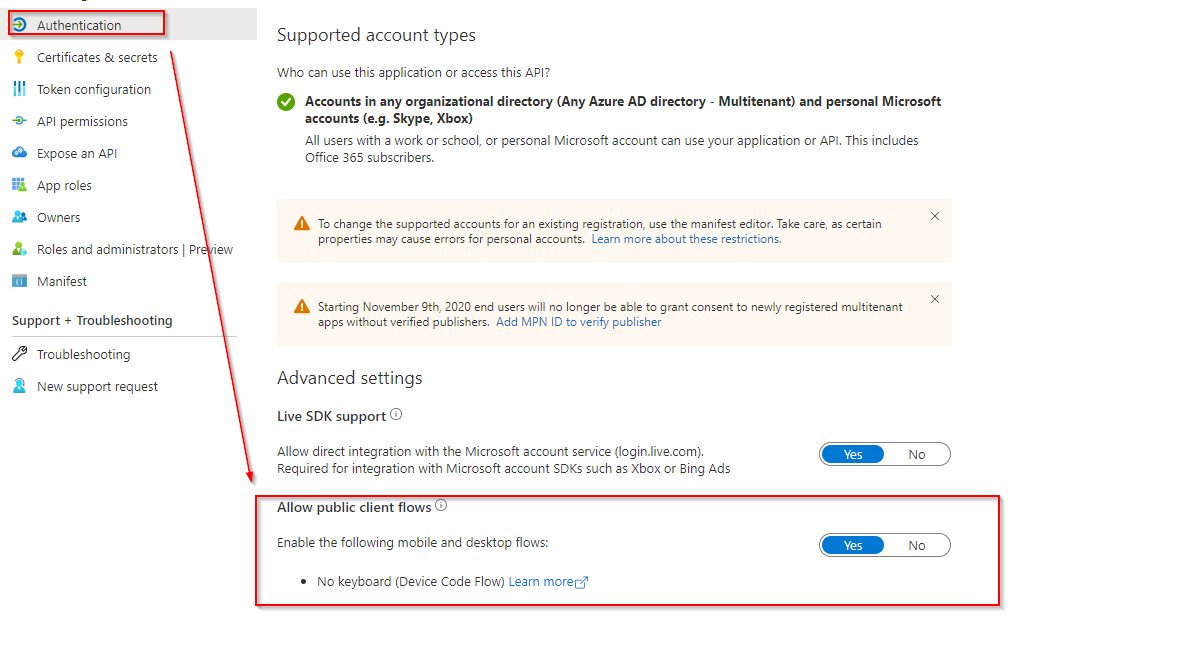 Authentication
Certificates & secrets
Token configuration
API permissions
Expose an API
App roles
Owners
Roles and administrators | Preview
Manifest
Support + Troubleshooting
Troubleshooting
New support request
Supported account types
Who can use this application or access this API?
Accounts in any organizational directory (Any Azure AD directory - Multitenant) and personal Microsoft
accounts (e.g. Skype, Xbox)
All users with a work or school, or personal Microsoft account can use your application or API. This includes
Office 365 subscribers.
To change the supported accounts for an existing registration, use the manifest editor. Take care, as certain
properties may cause errors for personal accounts. Learn more about these restrictions.
Starting November 9th, 2020 end users will no longer be able to grant consent to newly registered multitenant
apps without verified publishers. Add MPN ID to verify publisher
Advanced settings
Live SDK support
Allow direct integration with the Microsoft account service (login.live.com).
Required for integration with Microsoft account SDKs such as Xbox or Bing Ads
Yes No
Allow public client flows
Enable the following mobile and desktop flows:
Yes No
• No keyboard (Device Code Flow) Learn more